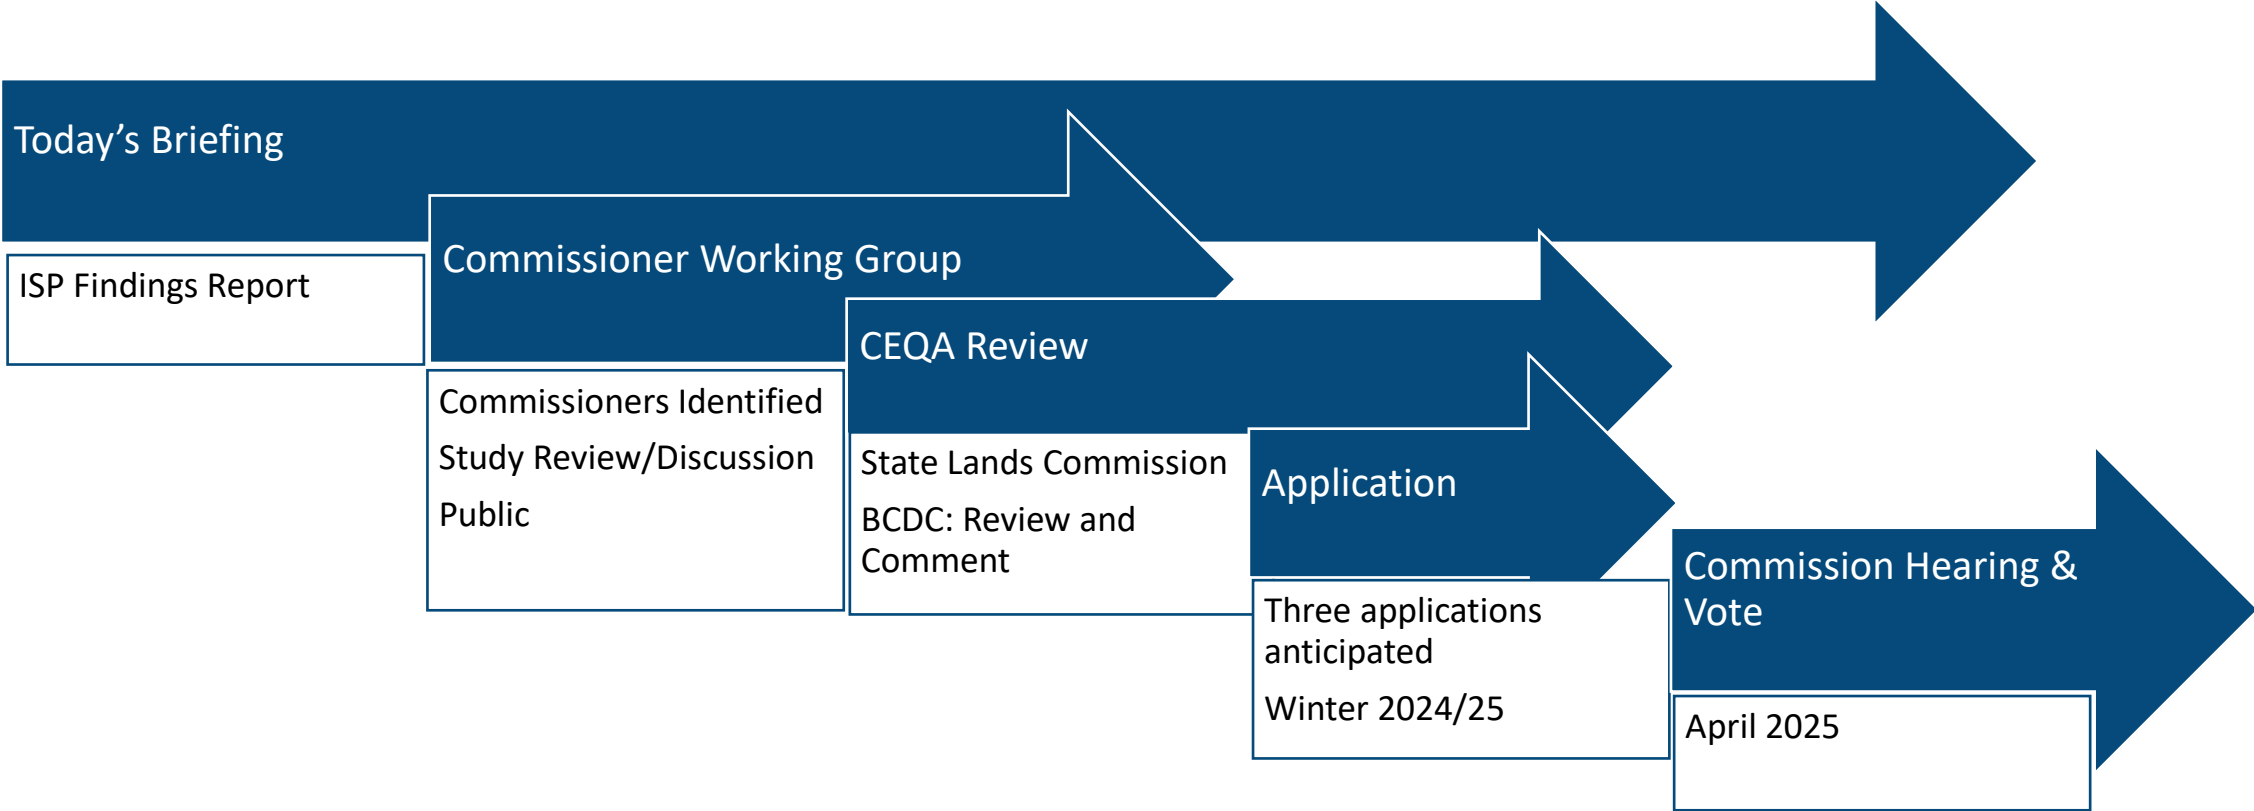 Today’s Briefing
ISP Findings Report
Commissioner Working Group
Commissioners Identified
Study Review/Discussion
Public
CEQA Review
State Lands Commission
BCDC: Review and
Comment
Application
Three applications
anticipated
Winter 2024/25
Commission Hearing &
Vote
April 2025